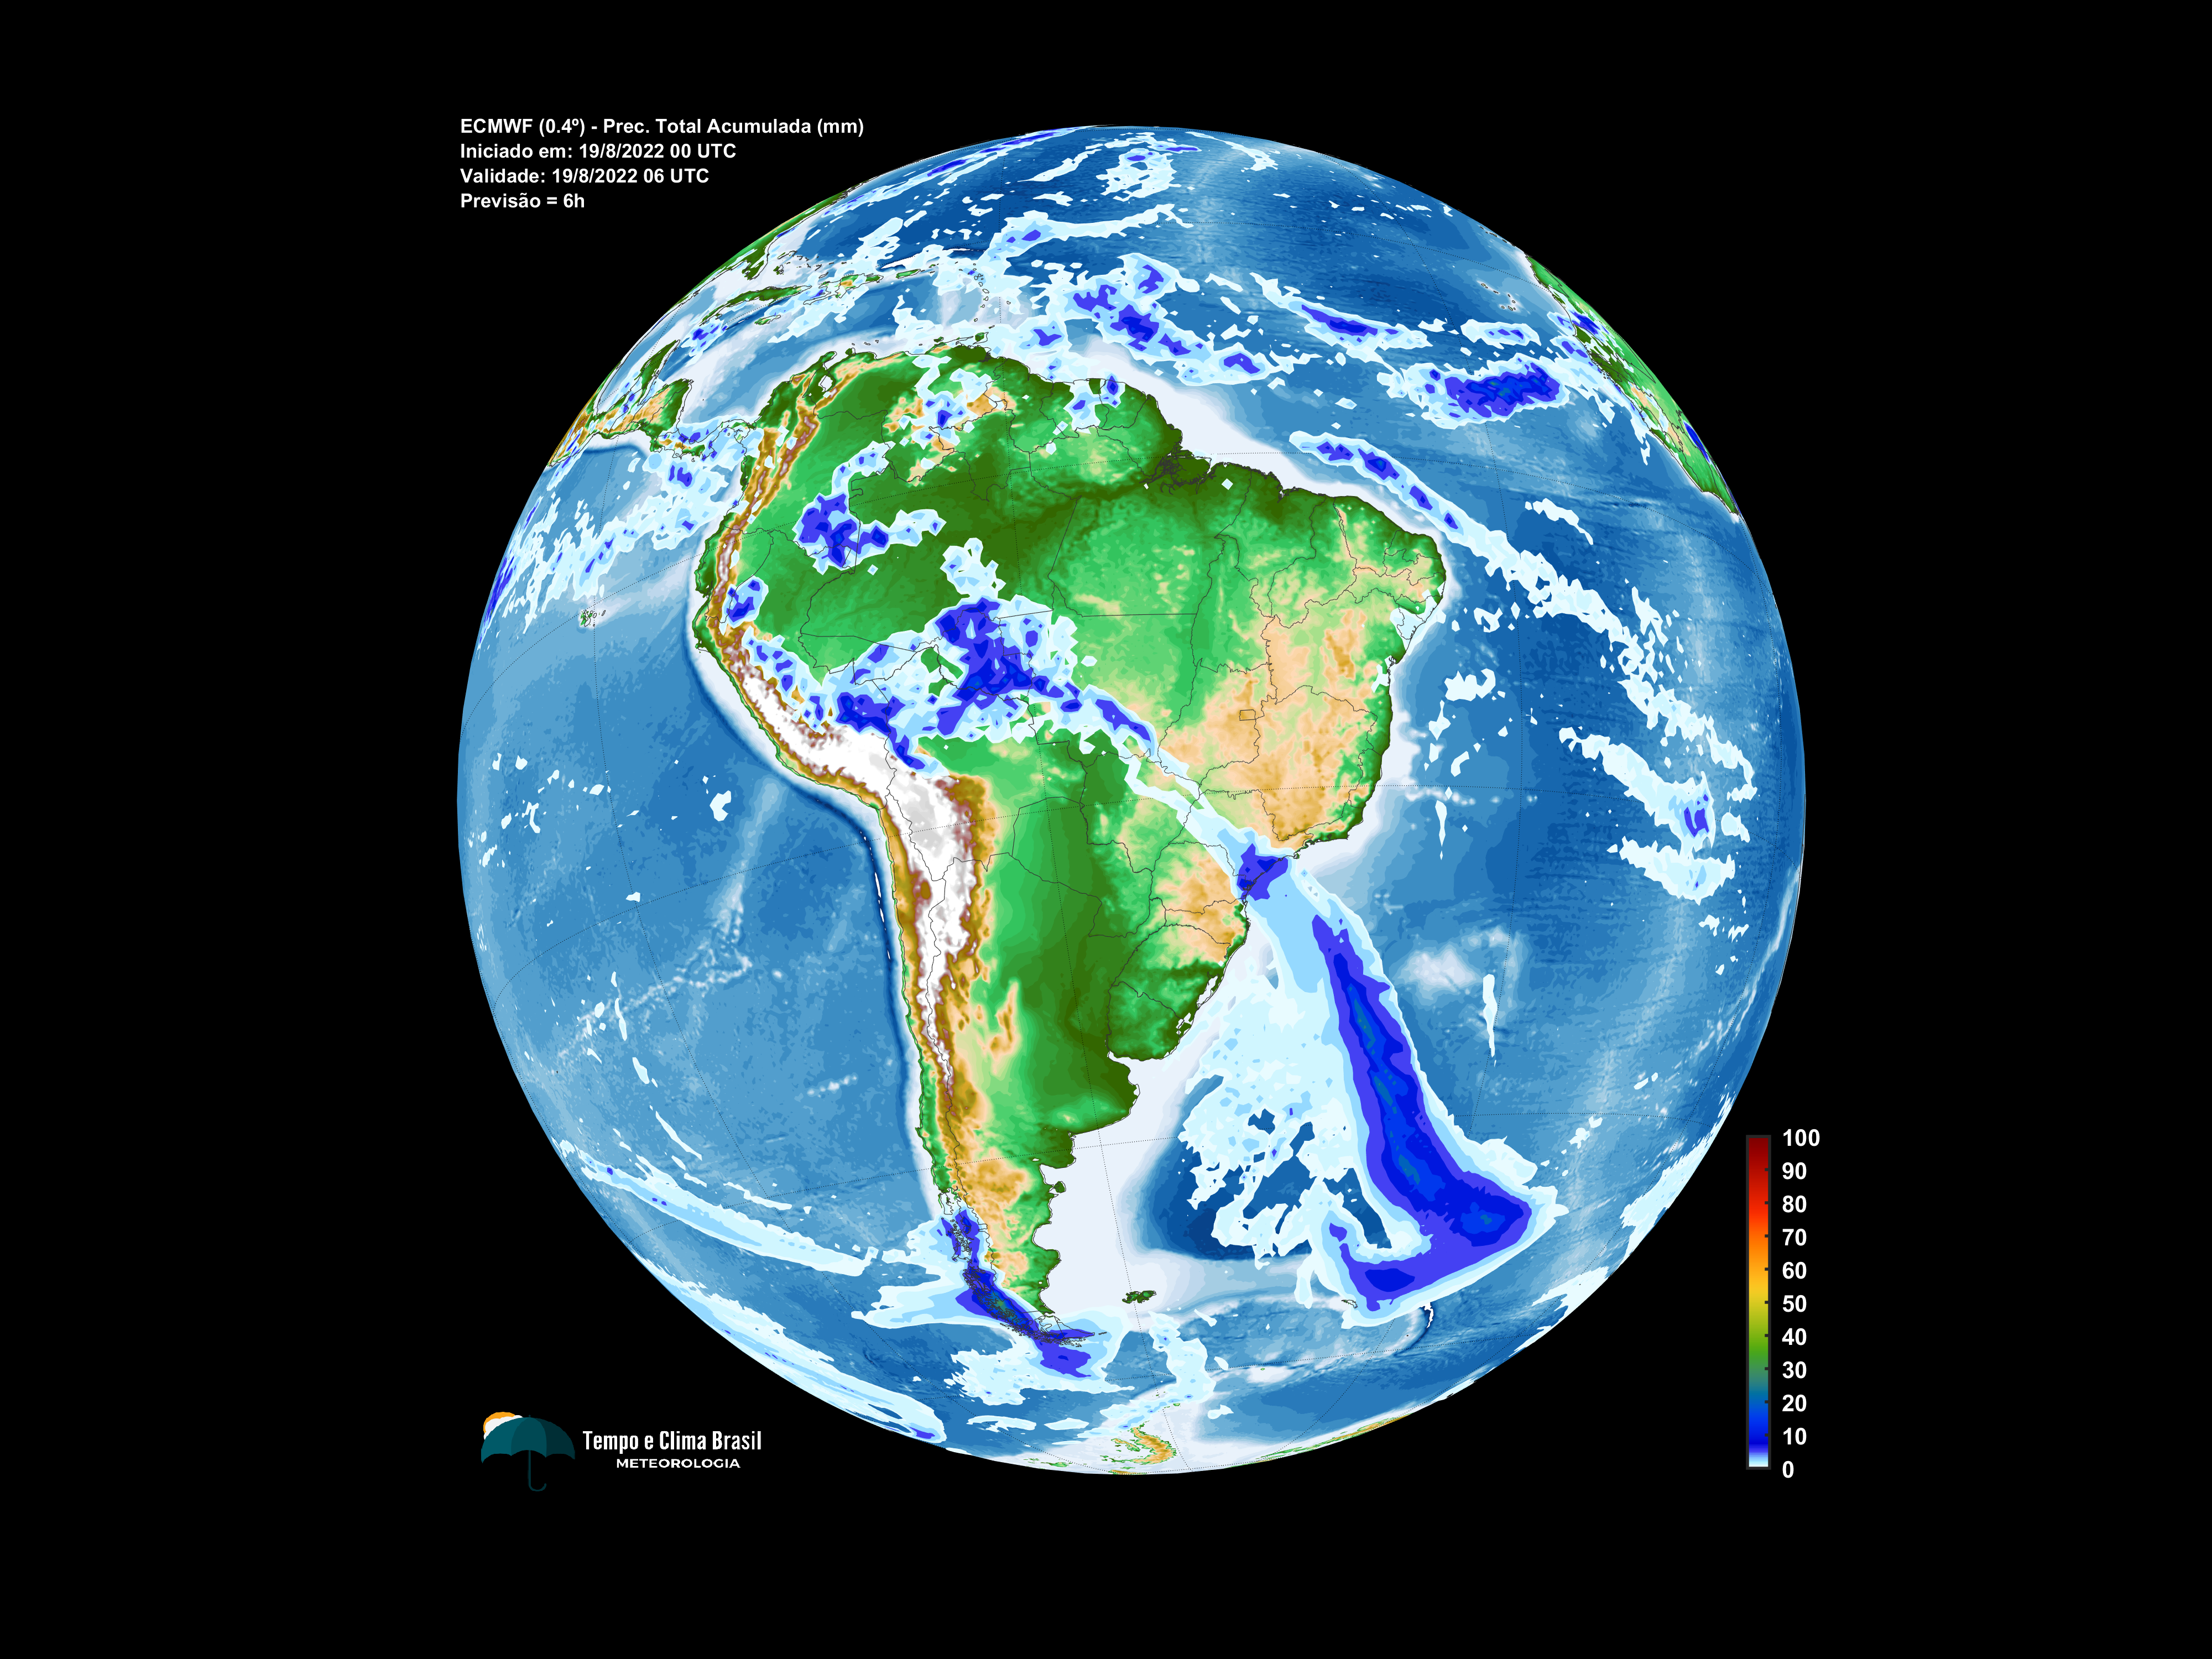 ECMWF (0.4º) - Prec. Total Acumulada (mm)
Iniciado em: 19/8/2022 00 UTC
Validade: 19/8/2022 06 UTC
Previsão = 6h
100
90
80
70
60
50
40
30
20
10
0
Tempo e Clima Brasil
METEOROLOGIA